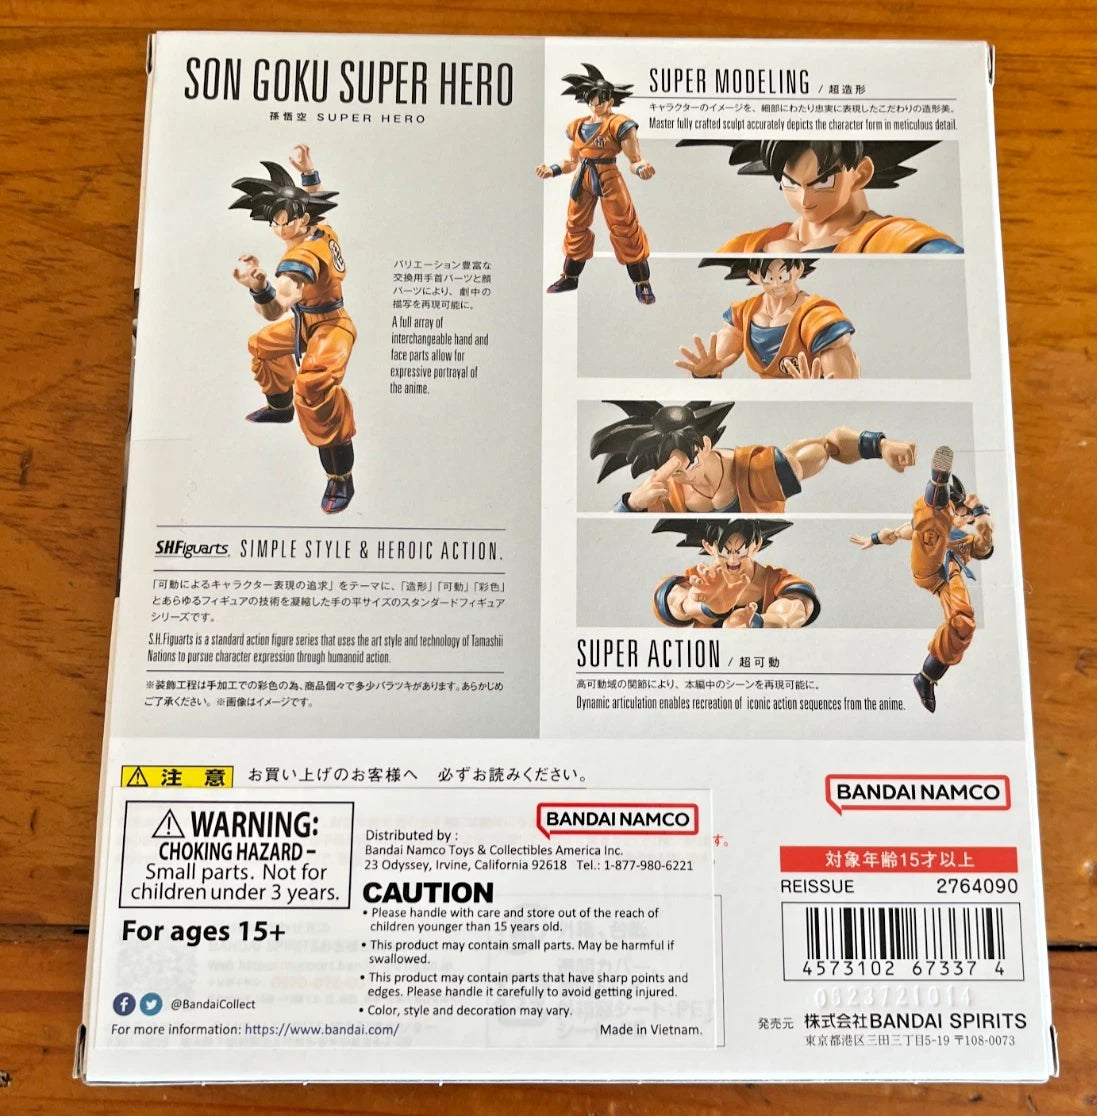 SON GOKU SUPER HERO
孫悟空 SUPER HERO
バリエーション豊富な
交換用手首パーツと顔
パーツにより、劇中の
描写を再現可能に。
A full array of
interchangeable hand and
face parts allow for
expressive portrayal of
the anime.
S.H.Figuarts SIMPLE STYLE & HEROIC ACTION.
「可動によるキャラクター表現の追求」をテーマに、「造形」「可動」「彩色」
とあらゆるフィギュアの技術を凝縮した手の平サイズのスタンダードフィギュア
シリーズです。
S.H.Figuarts is a standard action figure series that uses the art style and technology of Tamashii
Nations to pursue character expression through humanoid action.
※装飾工程は手加工での彩色の為、商品個々で多少バラツキがあります。あらかじめ
ご了承ください。※画像はイメージです。
SUPER MODELING / 超造形
キャラクターのイメージを、細部にわたり忠実に表現したこだわりの造形美。
Master fully crafted sculpt accurately depicts the character form in meticulous detail.
SUPER ACTION / 超可動
高可動域の関節により、本編中のシーンを再現可能に。
Dynamic articulation enables recreation of iconic action sequences from the anime.
注意 お買い上げのお客様へ 必ずお読みください。
WARNING:
CHOKING HAZARD –
Small parts. Not for
children under 3 years.
For ages 15+
@BandaiCollect
For more information: https://www.bandai.com/
Distributed by :
BANDAI NAMCO
Bandai Namco Toys & Collectibles America Inc.
23 Odyssey, Irvine, California 92618 Tel.: 1-877-980-6221
CAUTION
• Please handle with care and store out of the reach of
children younger than 15 years old.
• This product may contain small parts. May be harmful if
swallowed.
• This product may contain parts that have sharp points and
edges. Please handle it carefully to avoid getting injured.
• Color, style and decoration may vary.
Made in Vietnam.
す。
BANDAI NAMCO
対象年齢15才以上
REISSUE 2764090
4573102 67337 4
0623721014
発売元 株式会社BANDAI SPIRITS
東京都港区三田三丁目5-19 〒108-0073